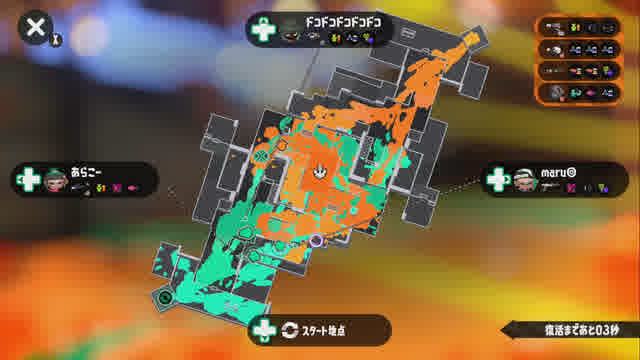 X
ドコドコドコドコ
あらこー
maru◎
スタート地点
復活まであと0.3秒